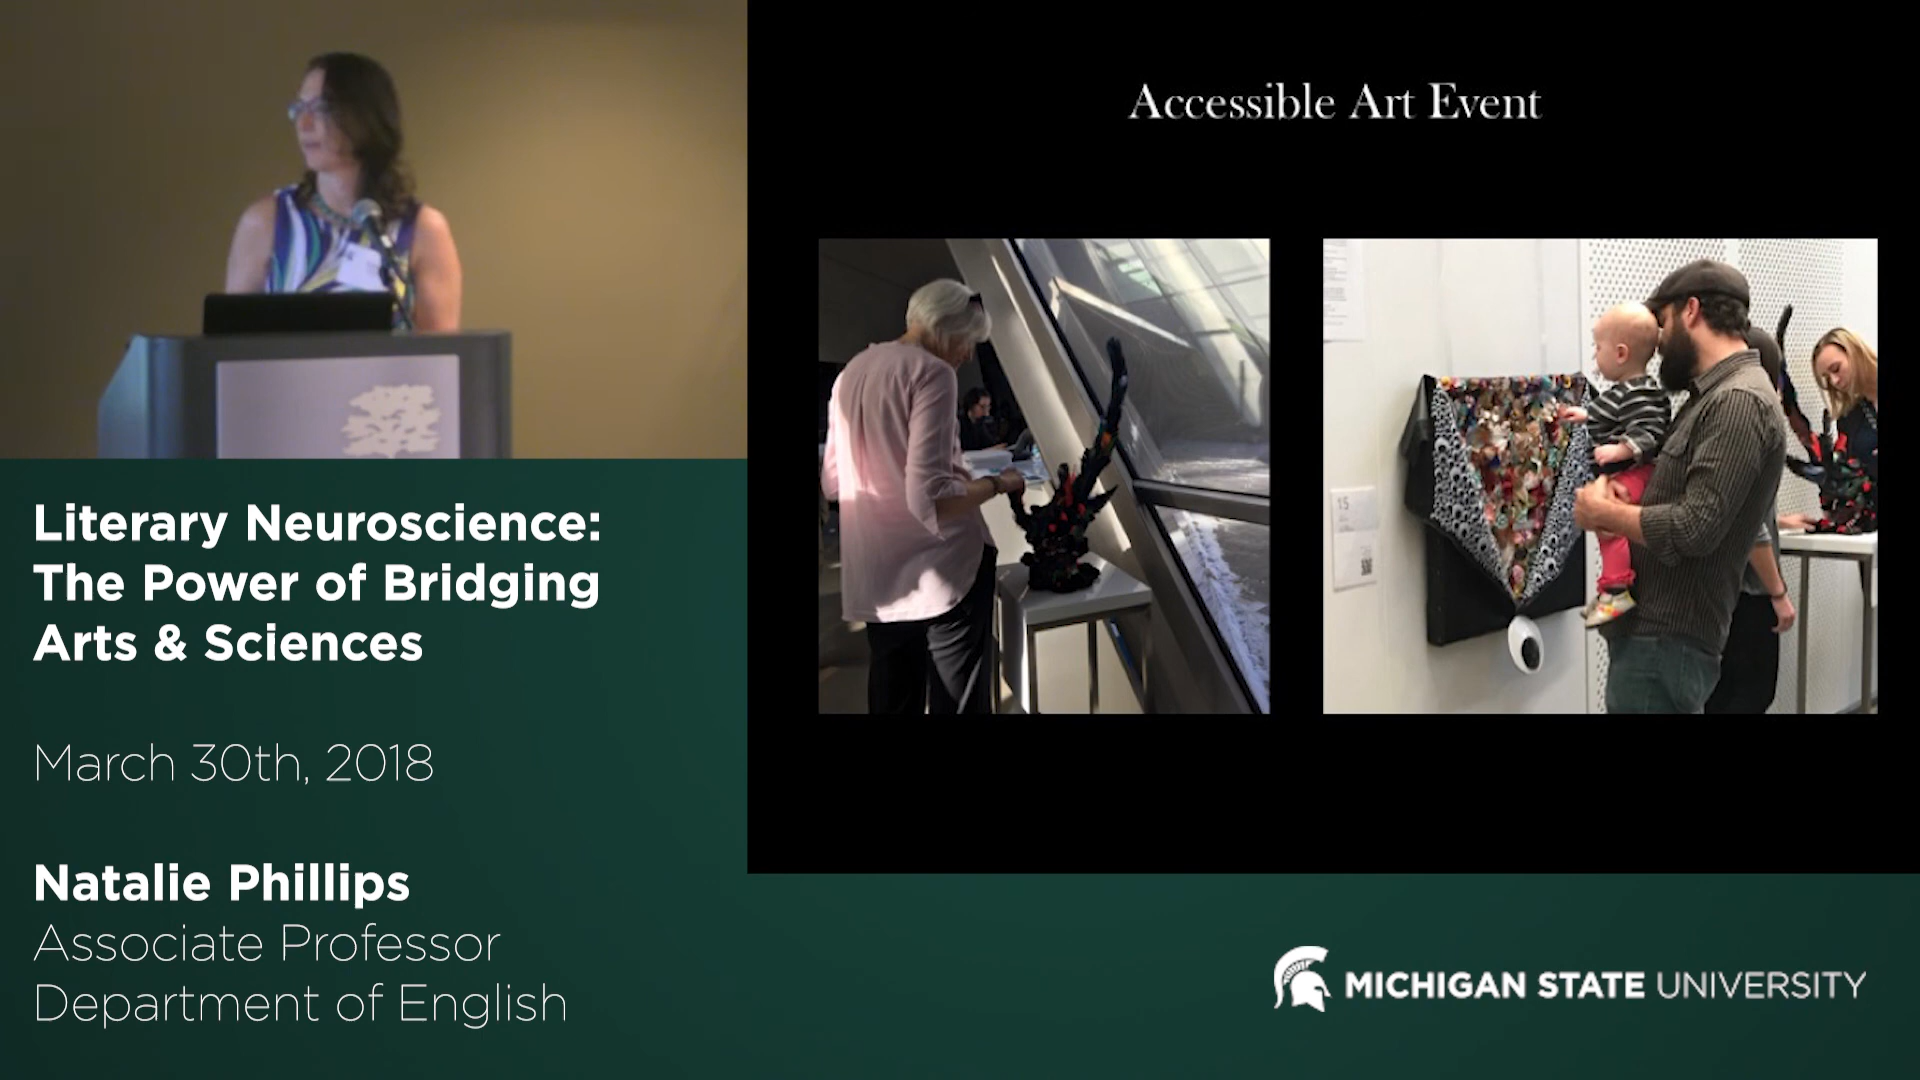 Accessible Art Event
15
Literary Neuroscience:
The Power of Bridging
Arts & Sciences
March 30th, 2018
Natalie Phillips
Associate Professor
Department of English
MICHIGAN STATE UNIVERSITY